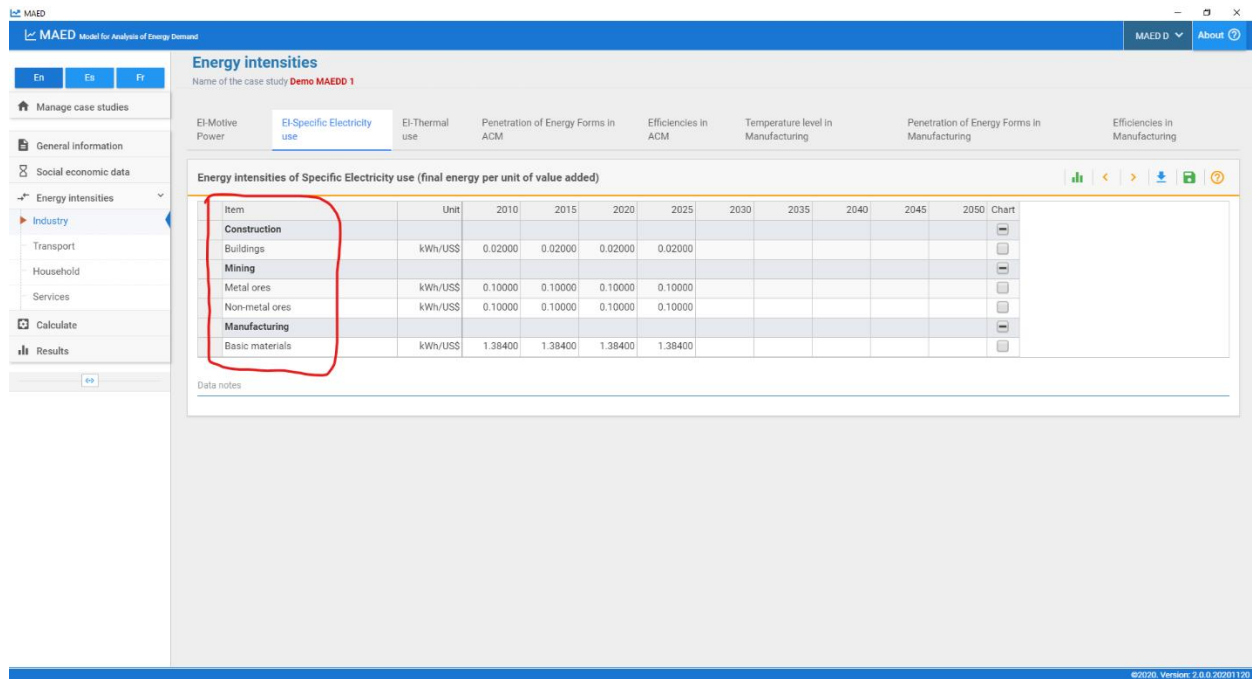 MAED
MAED Model for Analysis of Energy Demand MAED D About
En Es Fr
Manage case studies
General information
Social economic data
Energy intensities
Industry
Transport
Household
Services
Calculate
Results
Energy intensities
Name of the case study Demo MAEDD 1
EI-Motive Power
EI-Specific Electricity use
EI-Thermal use
Penetration of Energy Forms in ACM
Efficiencies in ACM
Temperature level in Manufacturing
Penetration of Energy Forms in Manufacturing
Efficiencies in Manufacturing
Energy intensities of Specific Electricity use (final energy per unit of value added)
Item Unit 2010 2015 2020 2025 2030 2035 2040 2045 2050 Chart
Construction
Buildings kWh/US$ 0.02000 0.02000 0.02000 0.02000
Mining
Metal ores kWh/US$ 0.10000 0.10000 0.10000 0.10000
Non-metal ores kWh/US$ 0.10000 0.10000 0.10000 0.10000
Manufacturing
Basic materials kWh/US$ 1.38400 1.38400 1.38400 1.38400
Data notes
©2020. Version: 2.0.0.20201120